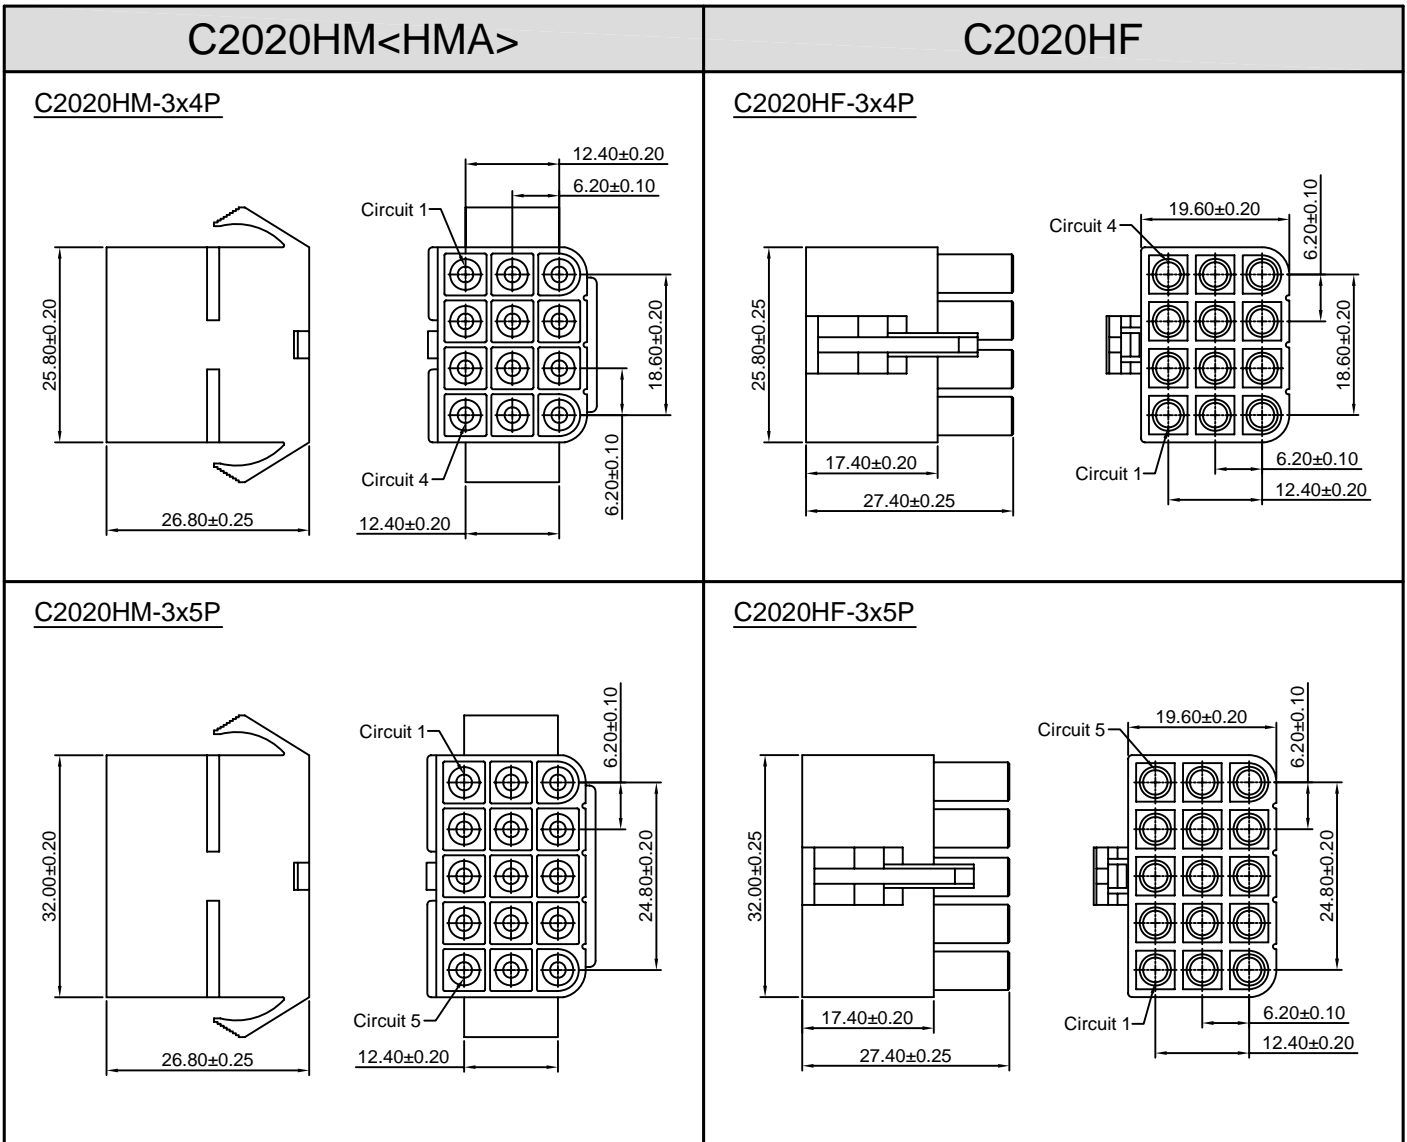 C2020HM<HMA>
C2020HF
C2020HM-3x4P
12.40±0.20
6.20±0.10
Circuit 1
25.80±0.20
18.60±0.20
Circuit 4
6.20±0.10
26.80±0.25
12.40±0.20
C2020HF-3x4P
19.60±0.20
6.20±0.10
Circuit 4
25.80±0.25
18.60±0.20
17.40±0.20
Circuit 1
6.20±0.10
27.40±0.25
12.40±0.20
C2020HM-3x5P
6.20±0.10
Circuit 1
32.00±0.20
24.80±0.20
Circuit 5
26.80±0.25
12.40±0.20
C2020HF-3x5P
19.60±0.20
6.20±0.10
Circuit 5
32.00±0.25
24.80±0.20
17.40±0.20
Circuit 1
6.20±0.10
27.40±0.25
12.40±0.20